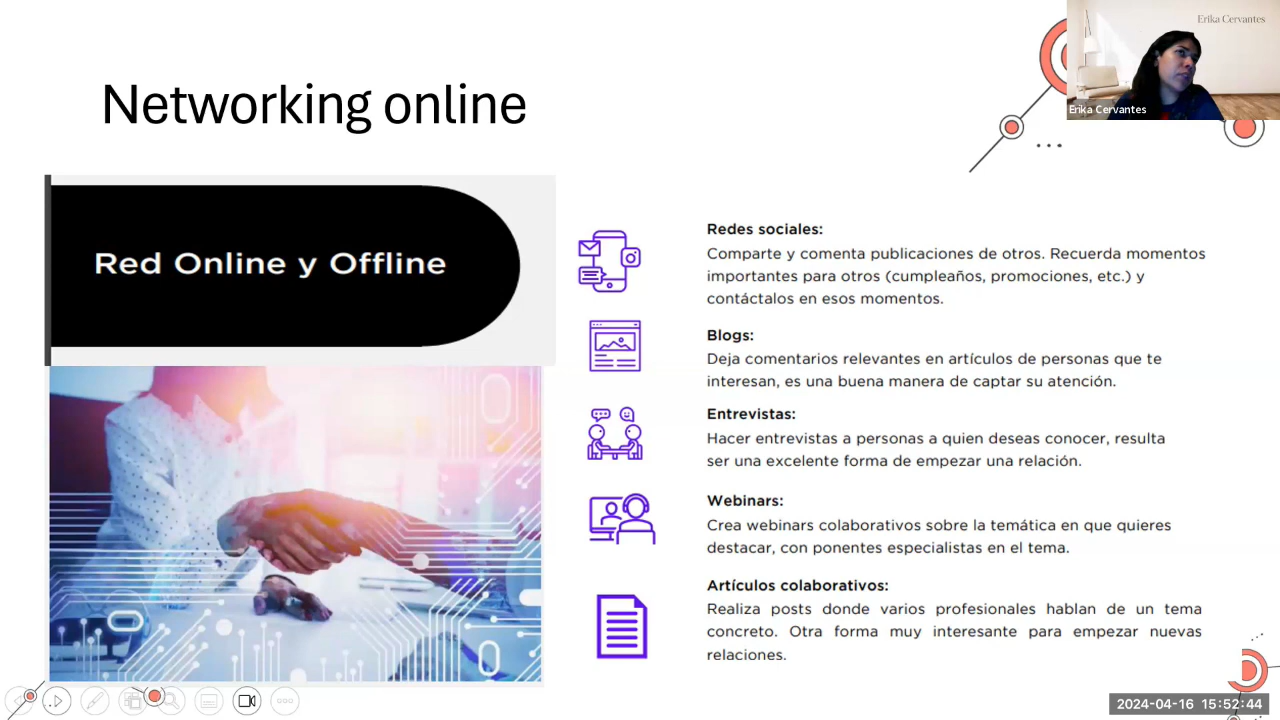 Erika Cervantes
Erika Cervantes
Networking online
Red Online y Offline
Redes sociales:
Comparte y comenta publicaciones de otros. Recuerda momentos
importantes para otros (cumpleaños, promociones, etc.) y
contáctalos en esos momentos.
Blogs:
Deja comentarios relevantes en artículos de personas que te
interesan, es una buena manera de captar su atención.
Entrevistas:
Hacer entrevistas a personas a quien deseas conocer, resulta
ser una excelente forma de empezar una relación.
Webinars:
Crea webinars colaborativos sobre la temática en que quieres
destacar, con ponentes especialistas en el tema.
Artículos colaborativos:
Realiza posts donde varios profesionales hablan de un tema
concreto. Otra forma muy interesante para empezar nuevas
relaciones.
2024-04-16 15:52:44